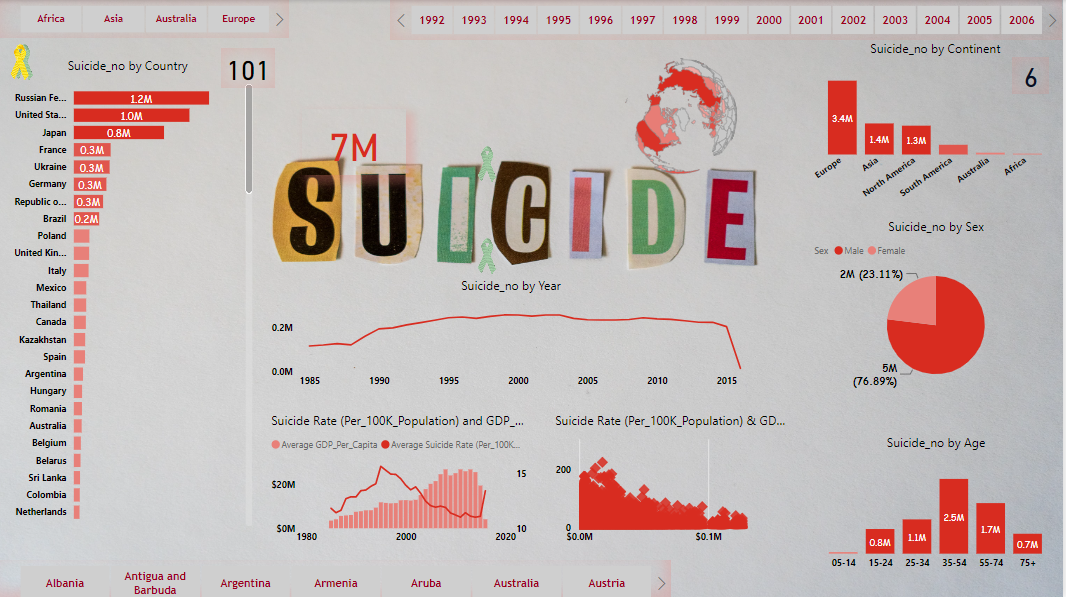 Africa Asia Australia Europe
1992 1993 1994 1995 1996 1997 1998 1999 2000 2001 2002 2003 2004 2005 2006
Suicide_no by Country
101
Russian Fe... 1.2M
United Sta... 1.0M
Japan 0.8M
France 0.3M
Ukraine 0.3M
Germany 0.3M
Republic o... 0.3M
Brazil 0.2M
Poland
United Kin...
Italy
Mexico
Thailand
Canada
Kazakhstan
Spain
Argentina
Hungary
Romania
Australia
Belgium
Belarus
Sri Lanka
Colombia
Netherlands
7M
SUICIDE
Suicide_no by Year
0.2M
0.0M
1985 1990 1995 2000 2005 2010 2015
Suicide Rate (Per_100K_Population) and GDP_...
Average GDP_Per_Capita Average Suicide Rate (Per_100K...
$20M
$0M
15
10
1980 2000 2020
Suicide Rate (Per_100K_Population) & GD...
200
0
$0.0M $0.1M
Suicide_no by Continent
6
3.4M 1.4M 1.3M
Europe Asia North America South America Australia Africa
Suicide_no by Sex
Sex Male Female
2M (23.11%)
5M
(76.89%)
Suicide_no by Age
0.8M 1.1M 2.5M 1.7M 0.7M
05-14 15-24 25-34 35-54 55-74 75+
Albania Antigua and Barbuda Argentina Armenia Aruba Australia Austria